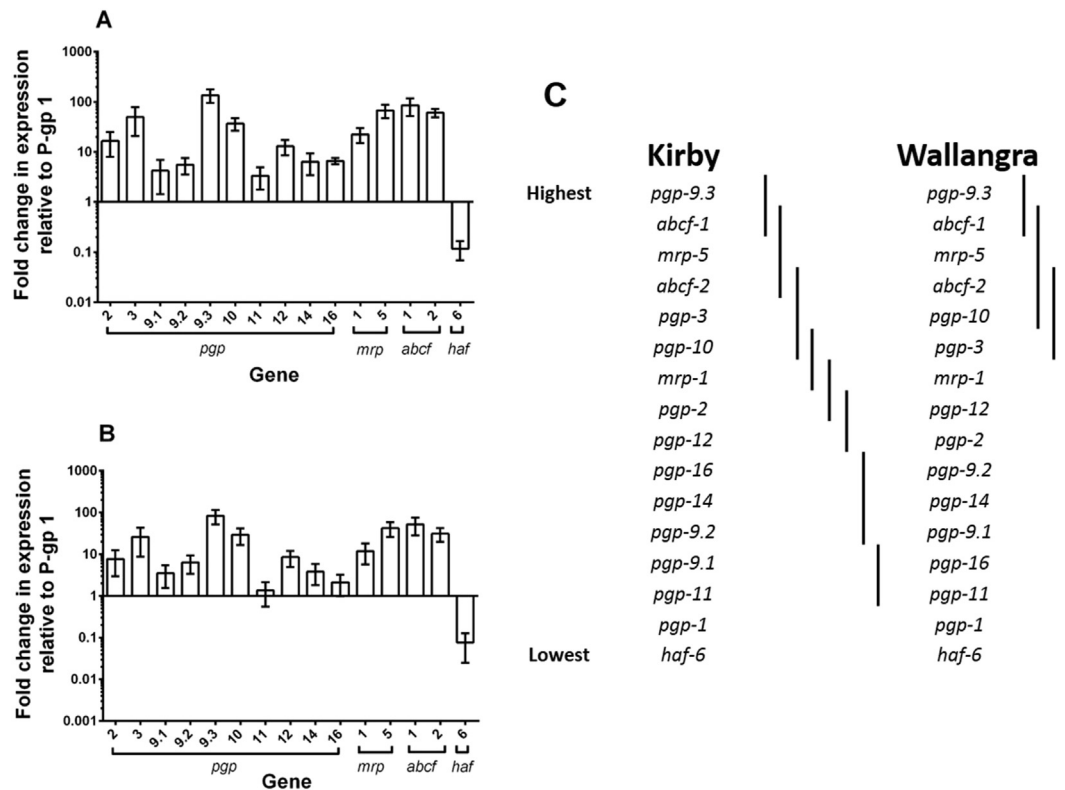 A
Fold change in expression
relative to P-gp 1
1000
100
10
1
0.1
0.01
2 3 9.1 9.2 9.3 10 11 12 14 16 1 5 1 2 6
pgp mrp abcf haf
Gene
B
Fold change in expression
relative to P-gp 1
1000
100
10
1
0.1
0.01
0.001
2 3 9.1 9.2 9.3 10 11 12 14 16 1 5 1 2 6
pgp mrp abcf haf
Gene
C
Kirby Wallangra
Highest pgp-9.3 pgp-9.3
abcf-1 abcf-1
mrp-5 mrp-5
abcf-2 abcf-2
pgp-3 pgp-10
pgp-10 pgp-3
mrp-1 mrp-1
pgp-2 pgp-12
pgp-12 pgp-2
pgp-16 pgp-9.2
pgp-14 pgp-14
pgp-9.2 pgp-9.1
pgp-9.1 pgp-16
pgp-11 pgp-11
pgp-1 pgp-1
Lowest haf-6 haf-6